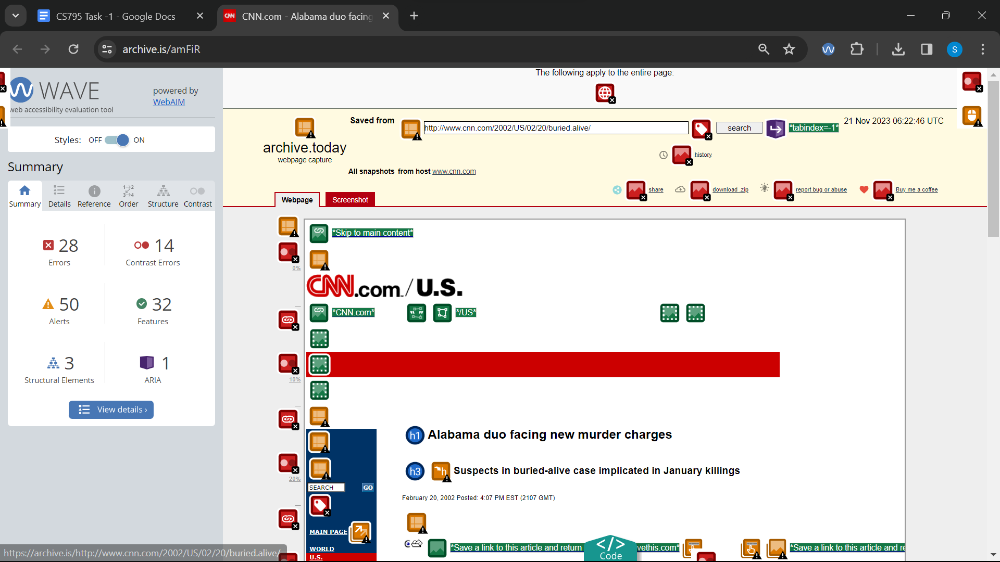 CS795 Task -1 - Google Docs
CNN.com - Alabama duo facing
archive.is/amFiR
S
WAVE
web accessibility evaluation tool
powered by
WebAIM
Styles: OFF ON
Summary
Summary Details Reference Order Structure Contrast
28 Errors
14 Contrast Errors
50 Alerts
32 Features
3 Structural Elements
1 ARIA
View details ›
The following apply to the entire page:
archive.today
webpage capture
Saved from
http://www.cnn.com/2002/US/02/20/buried.alive/
search
*tabindex=-1*
21 Nov 2023 06:22:46 UTC
history
All snapshots from host www.cnn.com
share
download .zip
report bug or abuse
Buy me a coffee
Webpage
Screenshot
*Skip to main content*
0%
CNN.com / U.S.
*CNN.com*
*/US*
10%
h1 Alabama duo facing new murder charges
h3 h Suspects in buried-alive case implicated in January killings
20%
SEARCH GO
February 20, 2002 Posted: 4:07 PM EST (2107 GMT)
MAIN PAGE
WORLD
U.S.
*Save a link to this article and return
vethis.com*
*Save a link to this article and re
</> Code
https://archive.is/http://www.cnn.com/2002/US/02/20/buried.alive/